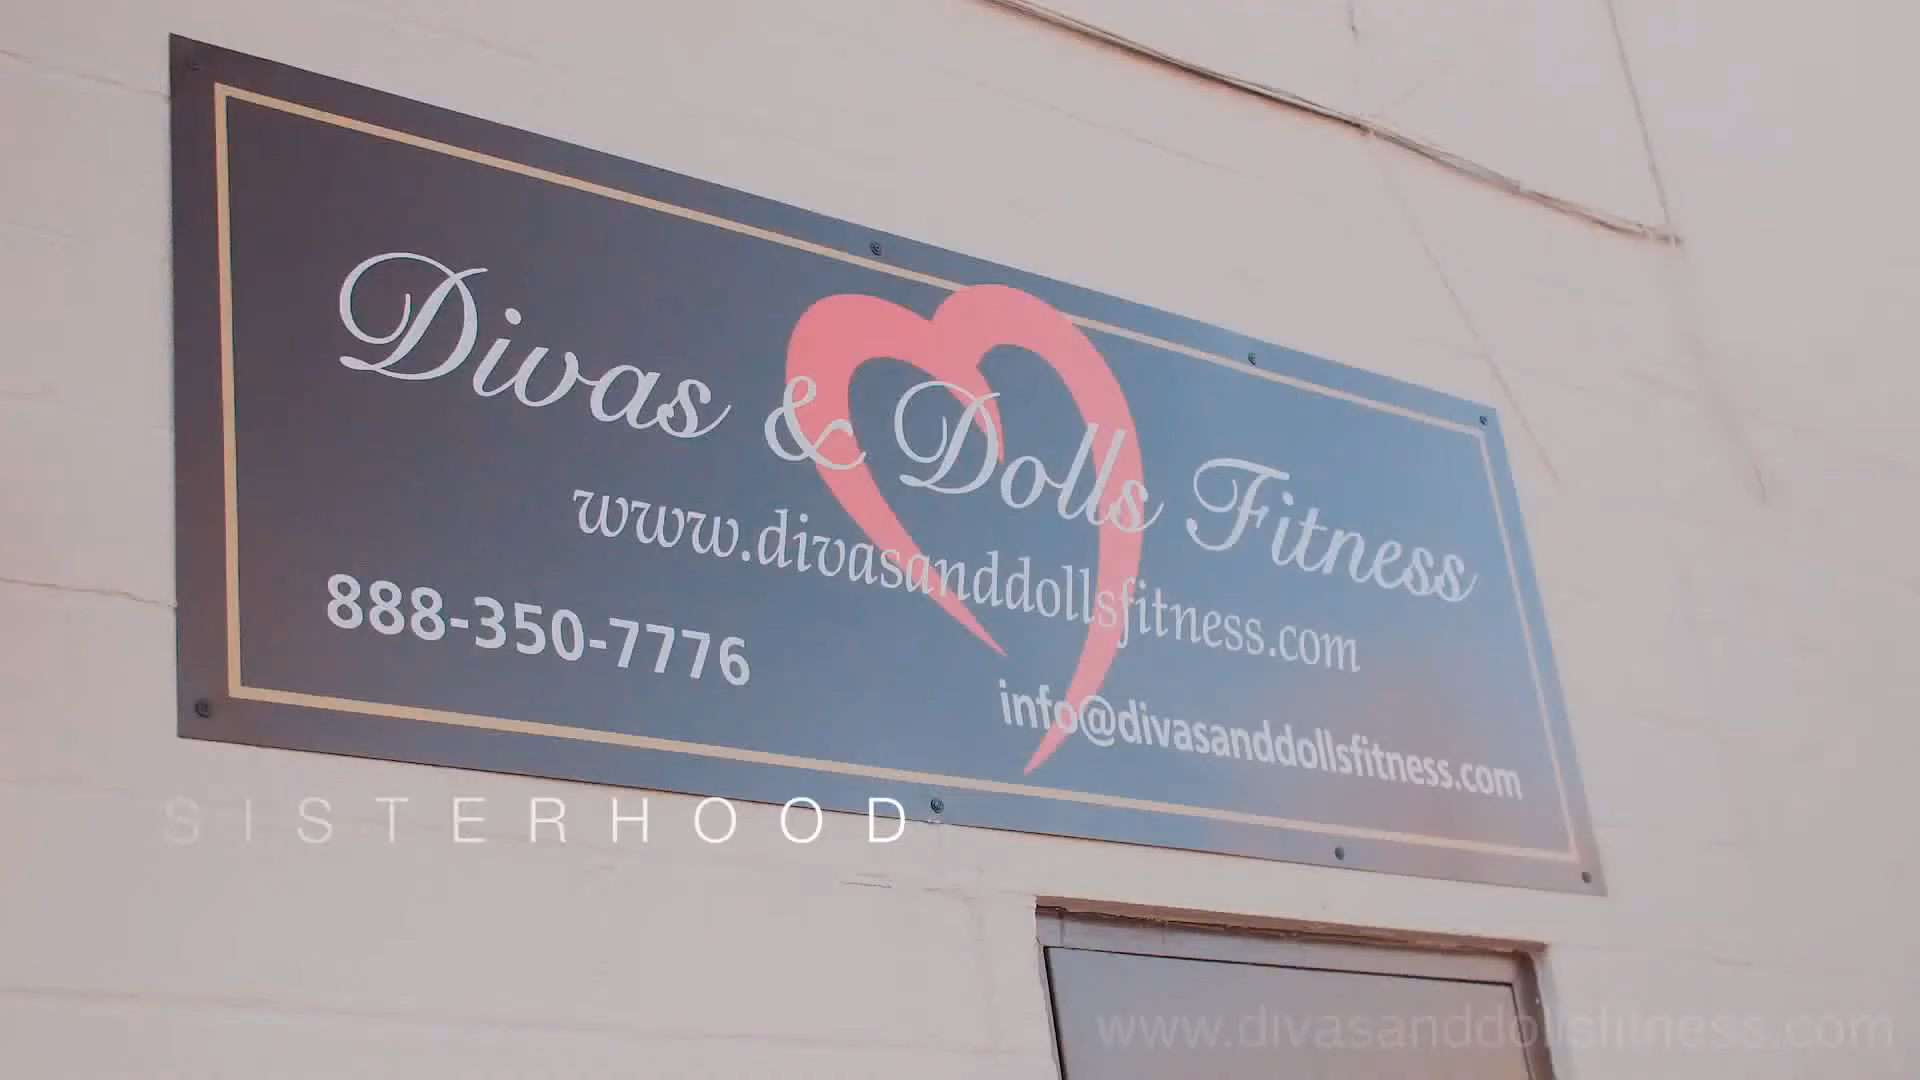 Divas & Dolls Fitness
www.divasanddollsfitness.com
888-350-7776
info@divasanddollsfitness.com
SISTERHOOD
www.divasanddollsfitness.com